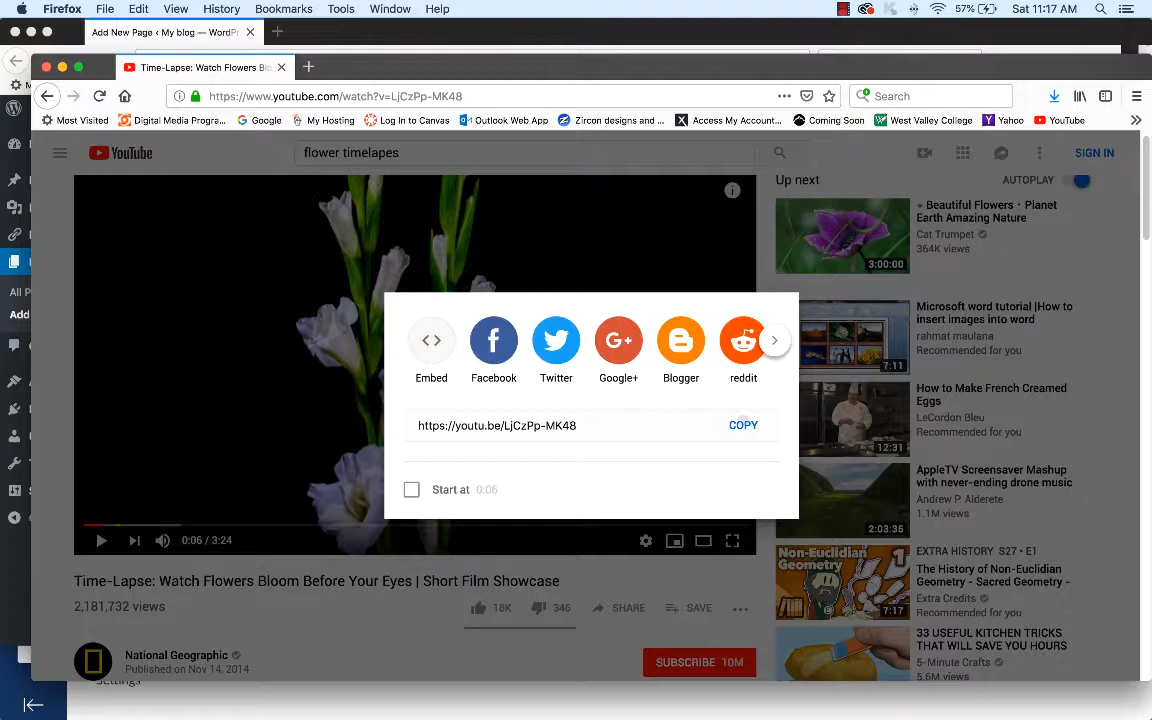 Firefox File Edit View History Bookmarks Tools Window Help 57% Sat 11:17 AM
Add New Page ‹ My blog — WordPr
Time-Lapse: Watch Flowers Blo
https://www.youtube.com/watch?v=LjCzPp-MK48 Search
Most Visited Digital Media Progra... Google My Hosting Log In to Canvas Outlook Web App Zircon designs and ... Access My Account... Coming Soon West Valley College Yahoo YouTube
YouTube flower timelapes SIGN IN
Up next AUTOPLAY
Beautiful Flowers · Planet
Earth Amazing Nature
Cat Trumpet
364K views
3:00:00
Microsoft word tutorial |How to
insert images into word
rahmat maulana
Recommended for you
7:11
How to Make French Creamed
Eggs
LeCordon Bleu
Recommended for you
12:31
AppleTV Screensaver Mashup
with never-ending drone music
Andrew P. Alderete
1.1M views
2:03:35
EXTRA HISTORY S27 • E1
The History of Non-Euclidian
Geometry - Sacred Geometry -
Extra Credits
Recommended for you
Non-Euclidian
Geometry
1
7:17
33 USEFUL KITCHEN TRICKS
THAT WILL SAVE YOU HOURS
5-Minute Crafts
5.6M views
Embed Facebook Twitter Google+ Blogger reddit
https://youtu.be/LjCzPp-MK48 COPY
Start at 0:06
0:06 / 3:24
Time-Lapse: Watch Flowers Bloom Before Your Eyes | Short Film Showcase
2,181,732 views 18K 346 SHARE SAVE
National Geographic
Published on Nov 14, 2014
SUBSCRIBE 10M
All P
Add
Settings